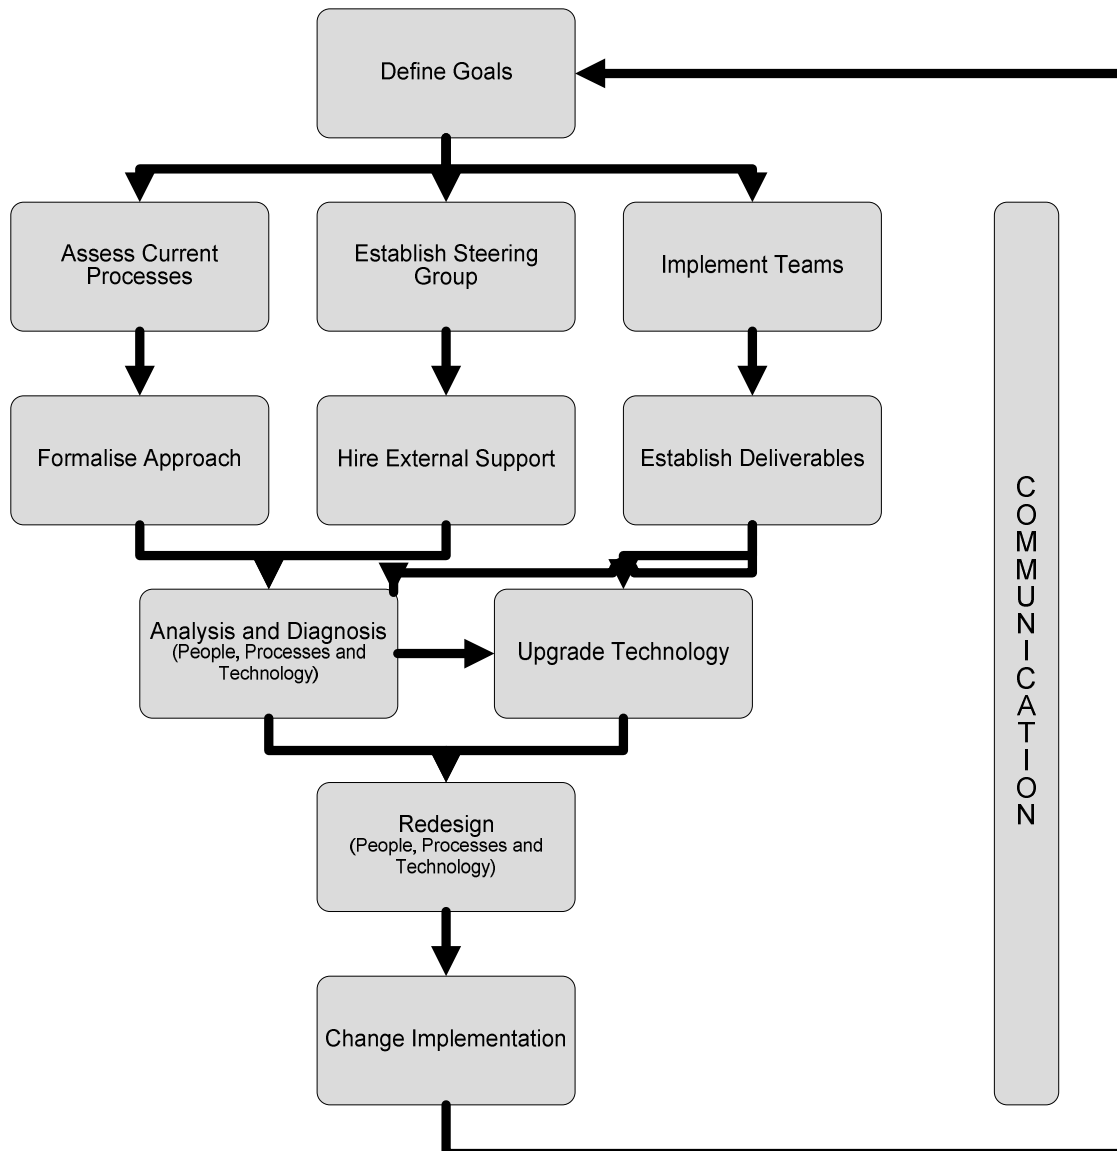 Define Goals
Assess Current
Processes
Establish Steering
Group
Implement Teams
Formalise Approach
Hire External Support
Establish Deliverables
Analysis and Diagnosis
(People, Processes and
Technology)
Upgrade Technology
Redesign
(People, Processes and
Technology)
Change Implementation
COMMUNICATION